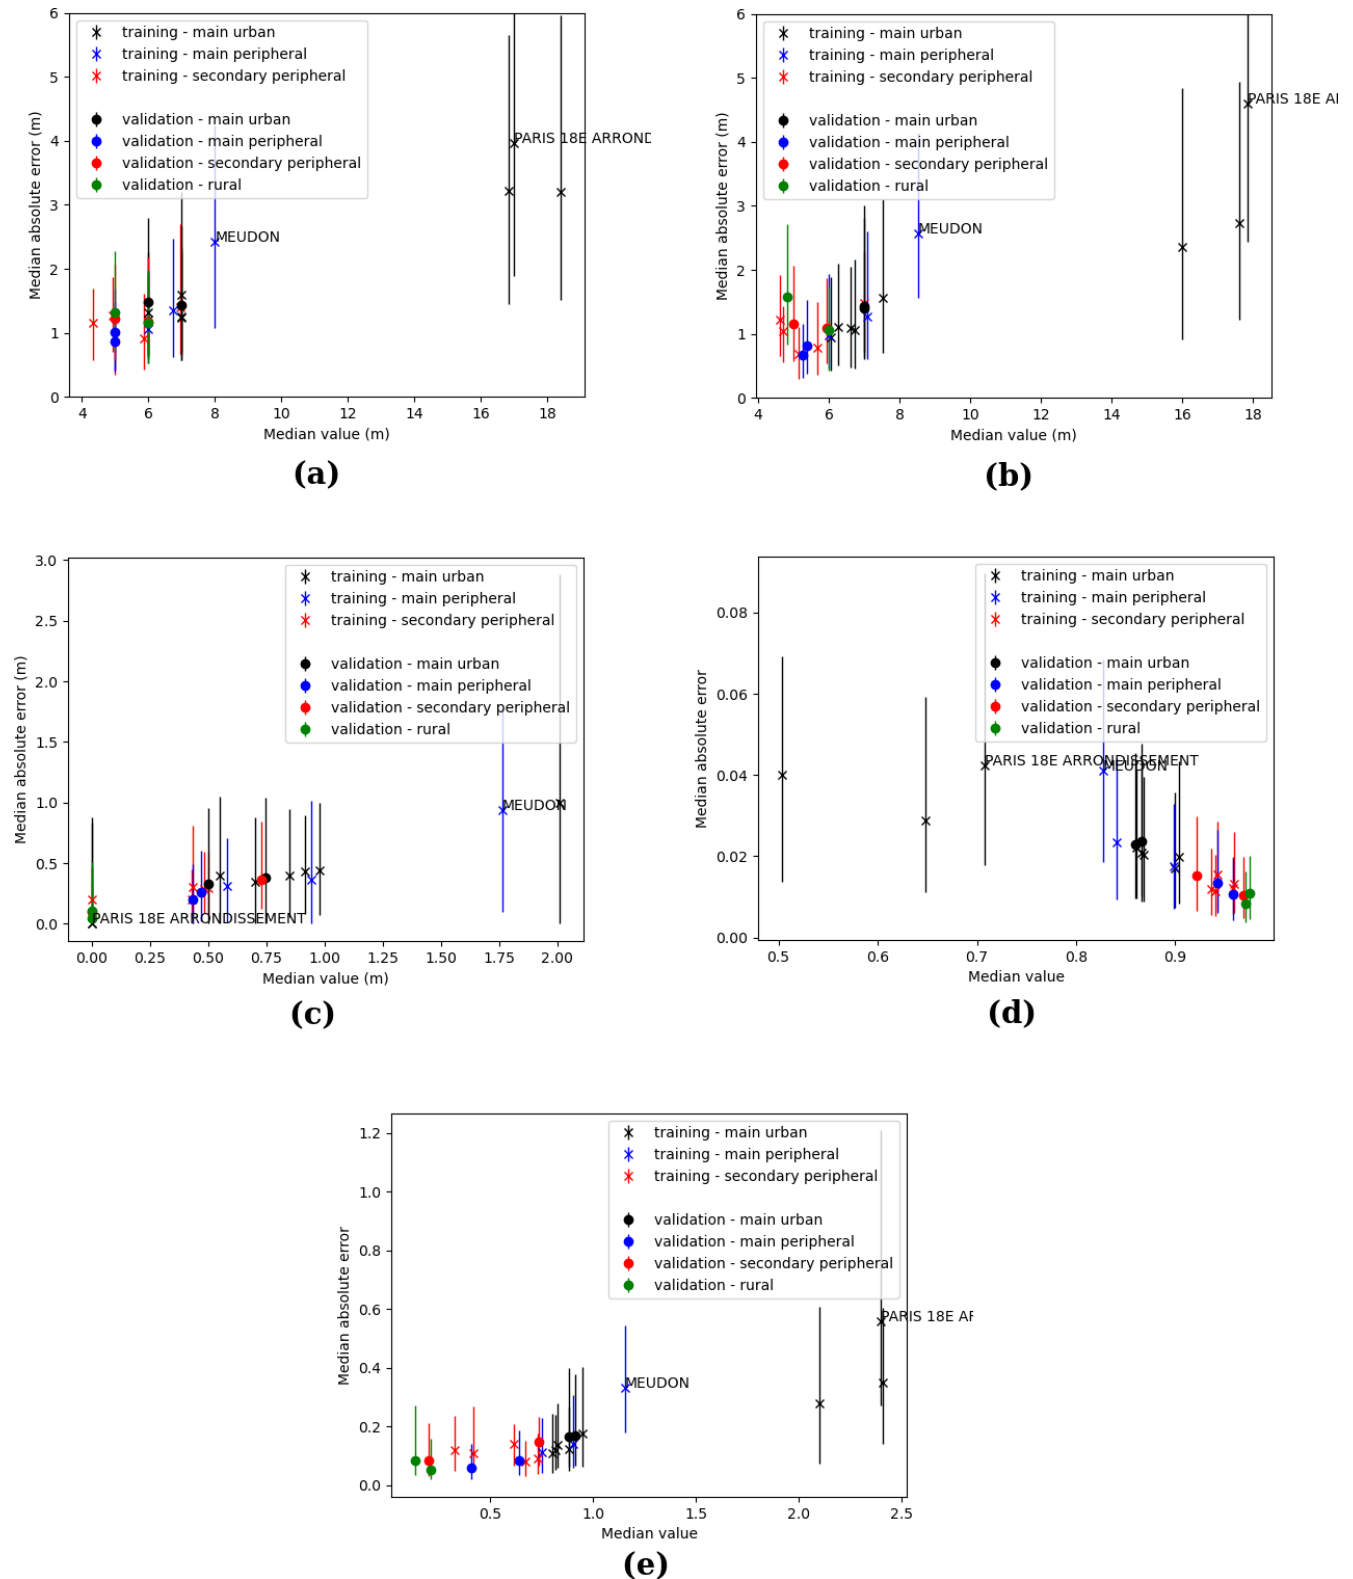 training - main urban
training - main peripheral
training - secondary peripheral
validation - main urban
validation - main peripheral
validation - secondary peripheral
validation - rural
PARIS 18E ARROND
MEUDON
Median absolute error (m)
0
1
2
3
4
5
6
4 6 8 10 12 14 16 18
Median value (m)
(a)
training - main urban
training - main peripheral
training - secondary peripheral
validation - main urban
validation - main peripheral
validation - secondary peripheral
validation - rural
PARIS 18E AI
MEUDON
Median absolute error (m)
0
1
2
3
4
5
6
4 6 8 10 12 14 16 18
Median value (m)
(b)
training - main urban
training - main peripheral
training - secondary peripheral
validation - main urban
validation - main peripheral
validation - secondary peripheral
validation - rural
MEUDON
PARIS 18E ARRONDISSEMENT
Median absolute error (m)
0.0
0.5
1.0
1.5
2.0
2.5
3.0
0.00 0.25 0.50 0.75 1.00 1.25 1.50 1.75 2.00
Median value (m)
(c)
training - main urban
training - main peripheral
training - secondary peripheral
validation - main urban
validation - main peripheral
validation - secondary peripheral
validation - rural
PARIS 18E ARRONDISSEMENT
MEUDON
Median absolute error
0.00
0.02
0.04
0.06
0.08
0.5 0.6 0.7 0.8 0.9
Median value
(d)
training - main urban
training - main peripheral
training - secondary peripheral
validation - main urban
validation - main peripheral
validation - secondary peripheral
validation - rural
PARIS 18E AF
MEUDON
Median absolute error
0.0
0.2
0.4
0.6
0.8
1.0
1.2
0.5 1.0 1.5 2.0 2.5
Median value
(e)